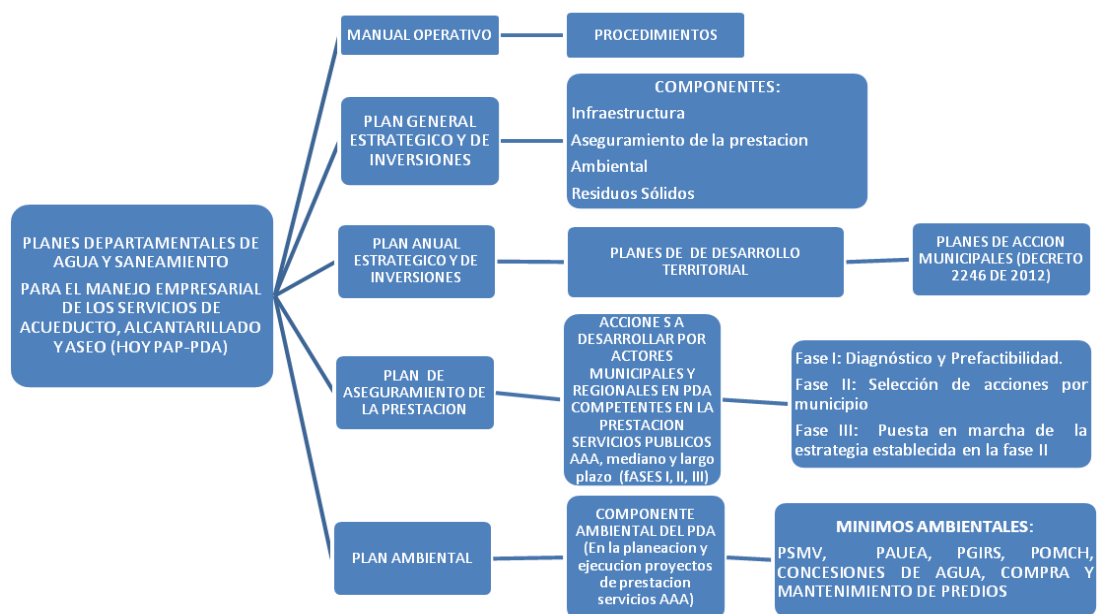 PLANES DEPARTAMENTALES DE
AGUA Y SANEAMIENTO
PARA EL MANEJO EMPRESARIAL
DE LOS SERVICIOS DE
ACUEDUCTO, ALCANTARILLADO
Y ASEO (HOY PAP-PDA)
MANUAL OPERATIVO
PROCEDIMIENTOS
PLAN GENERAL
ESTRATEGICO Y DE
INVERSIONES
COMPONENTES:
Infraestructura
Aseguramiento de la prestacion
Ambiental
Residuos Sólidos
PLAN ANUAL
ESTRATEGICO Y DE
INVERSIONES
PLANES DE DE DESARROLLO
TERRITORIAL
PLANES DE ACCION
MUNICIPALES (DECRETO
2246 DE 2012)
PLAN DE
ASEGURAMIENTO DE
LA PRESTACION
ACCIONE S A
DESARROLLAR POR
ACTORES
MUNICIPALES Y
REGIONALES EN PDA
COMPETENTES EN LA
PRESTACION
SERVICIOS PUBLICOS
AAA, mediano y largo
plazo (fASES I, II, III)
Fase I: Diagnóstico y Prefactibilidad.
Fase II: Selección de acciones por
municipio
Fase III: Puesta en marcha de la
estrategia establecida en la fase II
PLAN AMBIENTAL
COMPONENTE
AMBIENTAL DEL PDA
(En la planeacion y
ejecucion proyectos
de prestacion
servicios AAA)
MINIMOS AMBIENTALES:
PSMV, PAUEA, PGIRS, POMCH,
CONCESIONES DE AGUA, COMPRA Y
MANTENIMIENTO DE PREDIOS